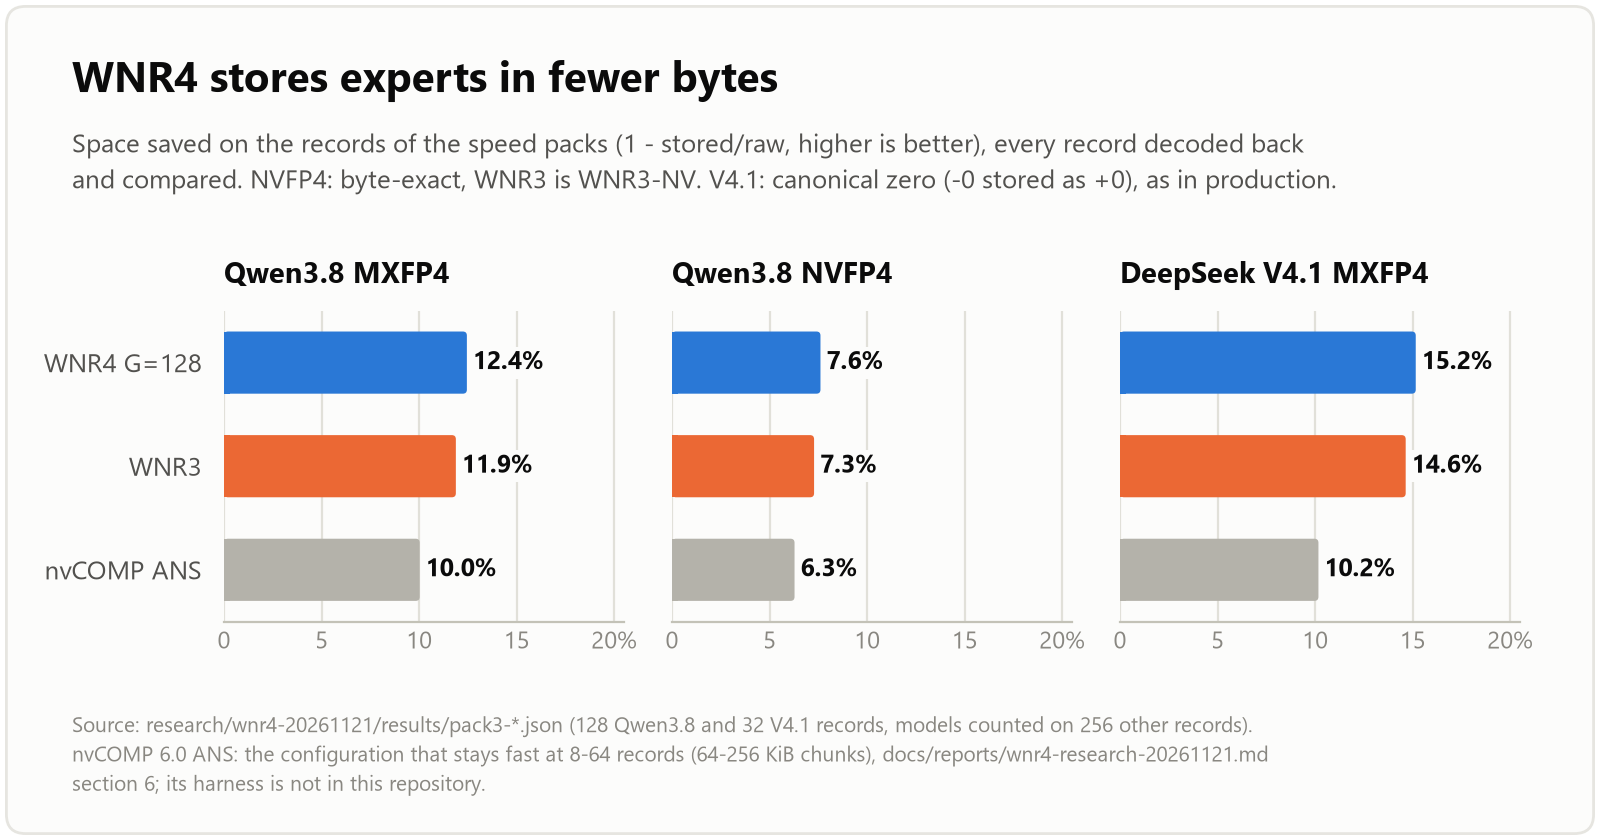 WNR4 stores experts in fewer bytes
Space saved on the records of the speed packs (1 - stored/raw, higher is better), every record decoded back
and compared. NVFP4: byte-exact, WNR3 is WNR3-NV. V4.1: canonical zero (-0 stored as +0), as in production.
Qwen3.8 MXFP4
Qwen3.8 NVFP4
DeepSeek V4.1 MXFP4
WNR4 G=128
12.4%
7.6%
15.2%
WNR3
11.9%
7.3%
14.6%
nvCOMP ANS
10.0%
6.3%
10.2%
0 5 10 15 20%
0 5 10 15 20%
0 5 10 15 20%
Source: research/wnr4-20261121/results/pack3-*.json (128 Qwen3.8 and 32 V4.1 records, models counted on 256 other records).
nvCOMP 6.0 ANS: the configuration that stays fast at 8-64 records (64-256 KiB chunks), docs/reports/wnr4-research-20261121.md
section 6; its harness is not in this repository.